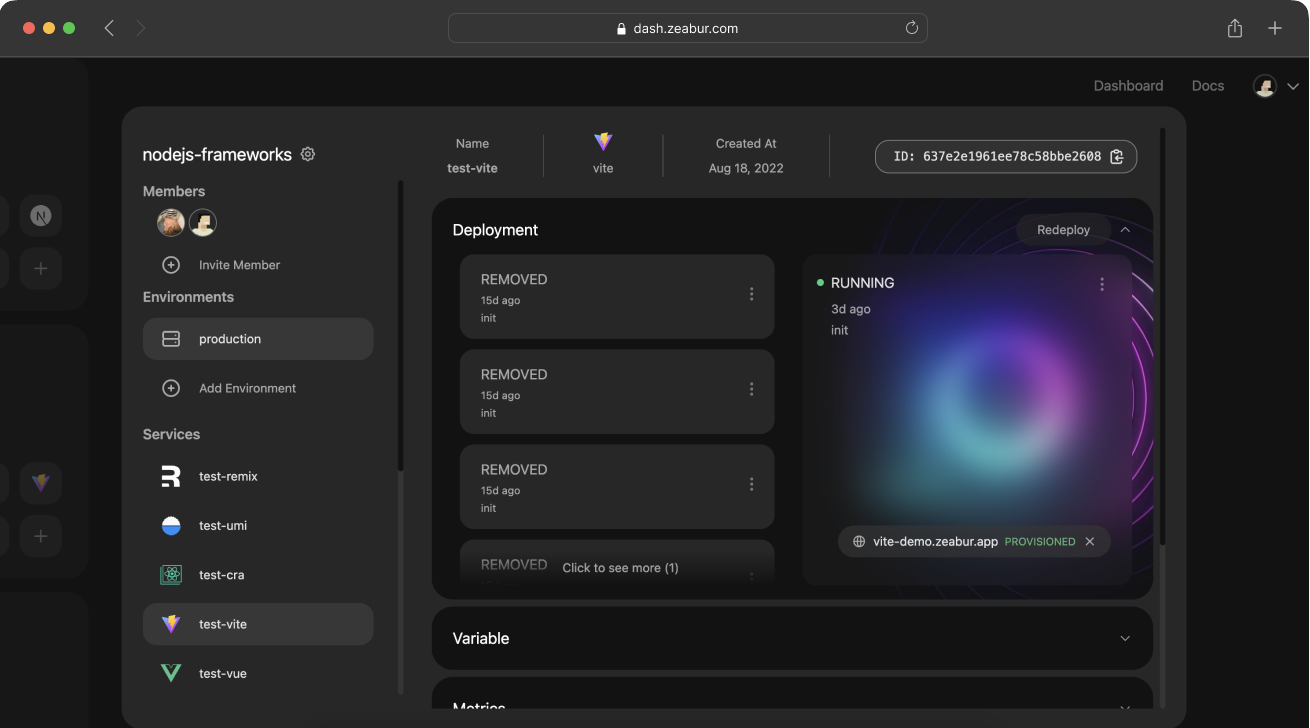 dash.zeabur.com
Dashboard
Docs
nodejs-frameworks
Members
Invite Member
Environments
production
Add Environment
Services
test-remix
test-umi
test-cra
test-vite
test-vue
Name
test-vite
vite
Created At
Aug 18, 2022
ID: 637e2e1961ee78c58bbe2608
Deployment
Redeploy
REMOVED
15d ago
init
REMOVED
15d ago
init
REMOVED
15d ago
init
REMOVED
Click to see more (1)
RUNNING
3d ago
init
vite-demo.zeabur.app PROVISIONED
Variable
Metrics
N